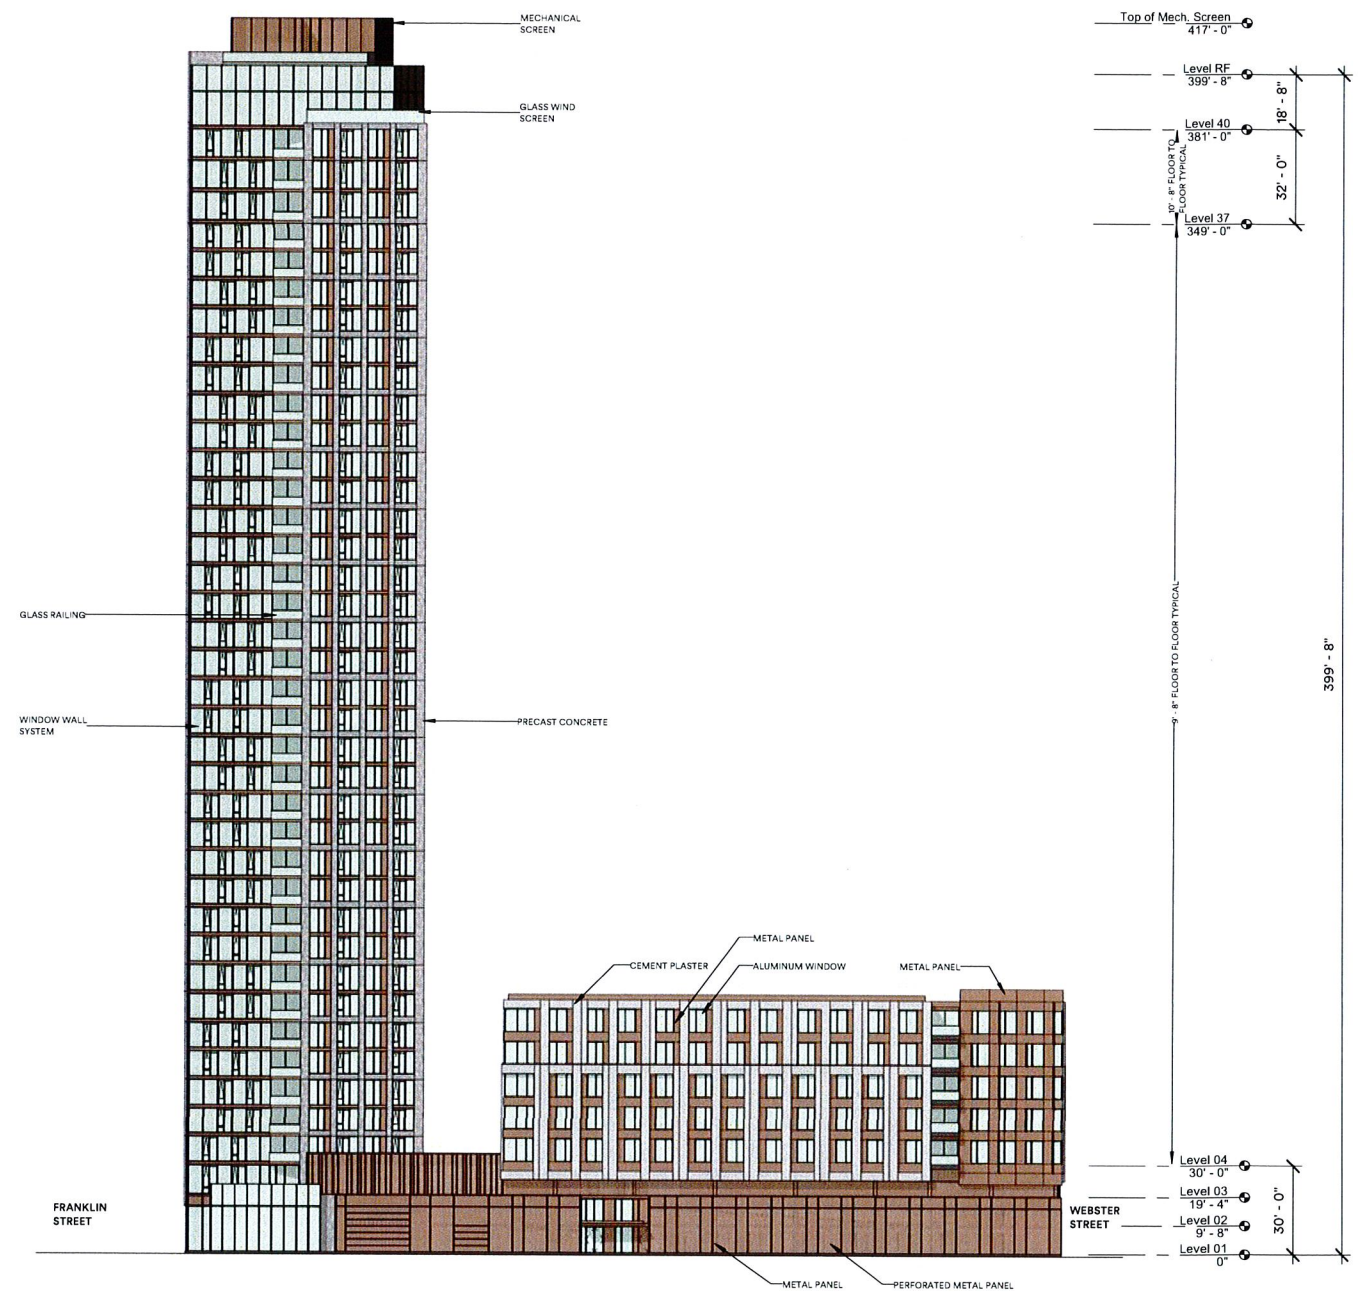 MECHANICAL
SCREEN
Top of Mech. Screen
417' - 0"
Level RF
399' - 8"
18' - 8"
GLASS WIND
SCREEN
Level 40
381' - 0"
10' - 8" FLOOR TO
FLOOR TYPICAL
32' - 0"
Level 37
349' - 0"
GLASS RAILING
9' - 8" FLOOR TO FLOOR TYPICAL
399' - 8"
WINDOW WALL
SYSTEM
PRECAST CONCRETE
METAL PANEL
CEMENT PLASTER
ALUMINUM WINDOW
METAL PANEL
Level 04
30' - 0"
Level 03
19' - 4"
30' - 0"
FRANKLIN
STREET
WEBSTER
STREET
Level 02
9' - 8"
Level 01
0"
METAL PANEL
PERFORATED METAL PANEL